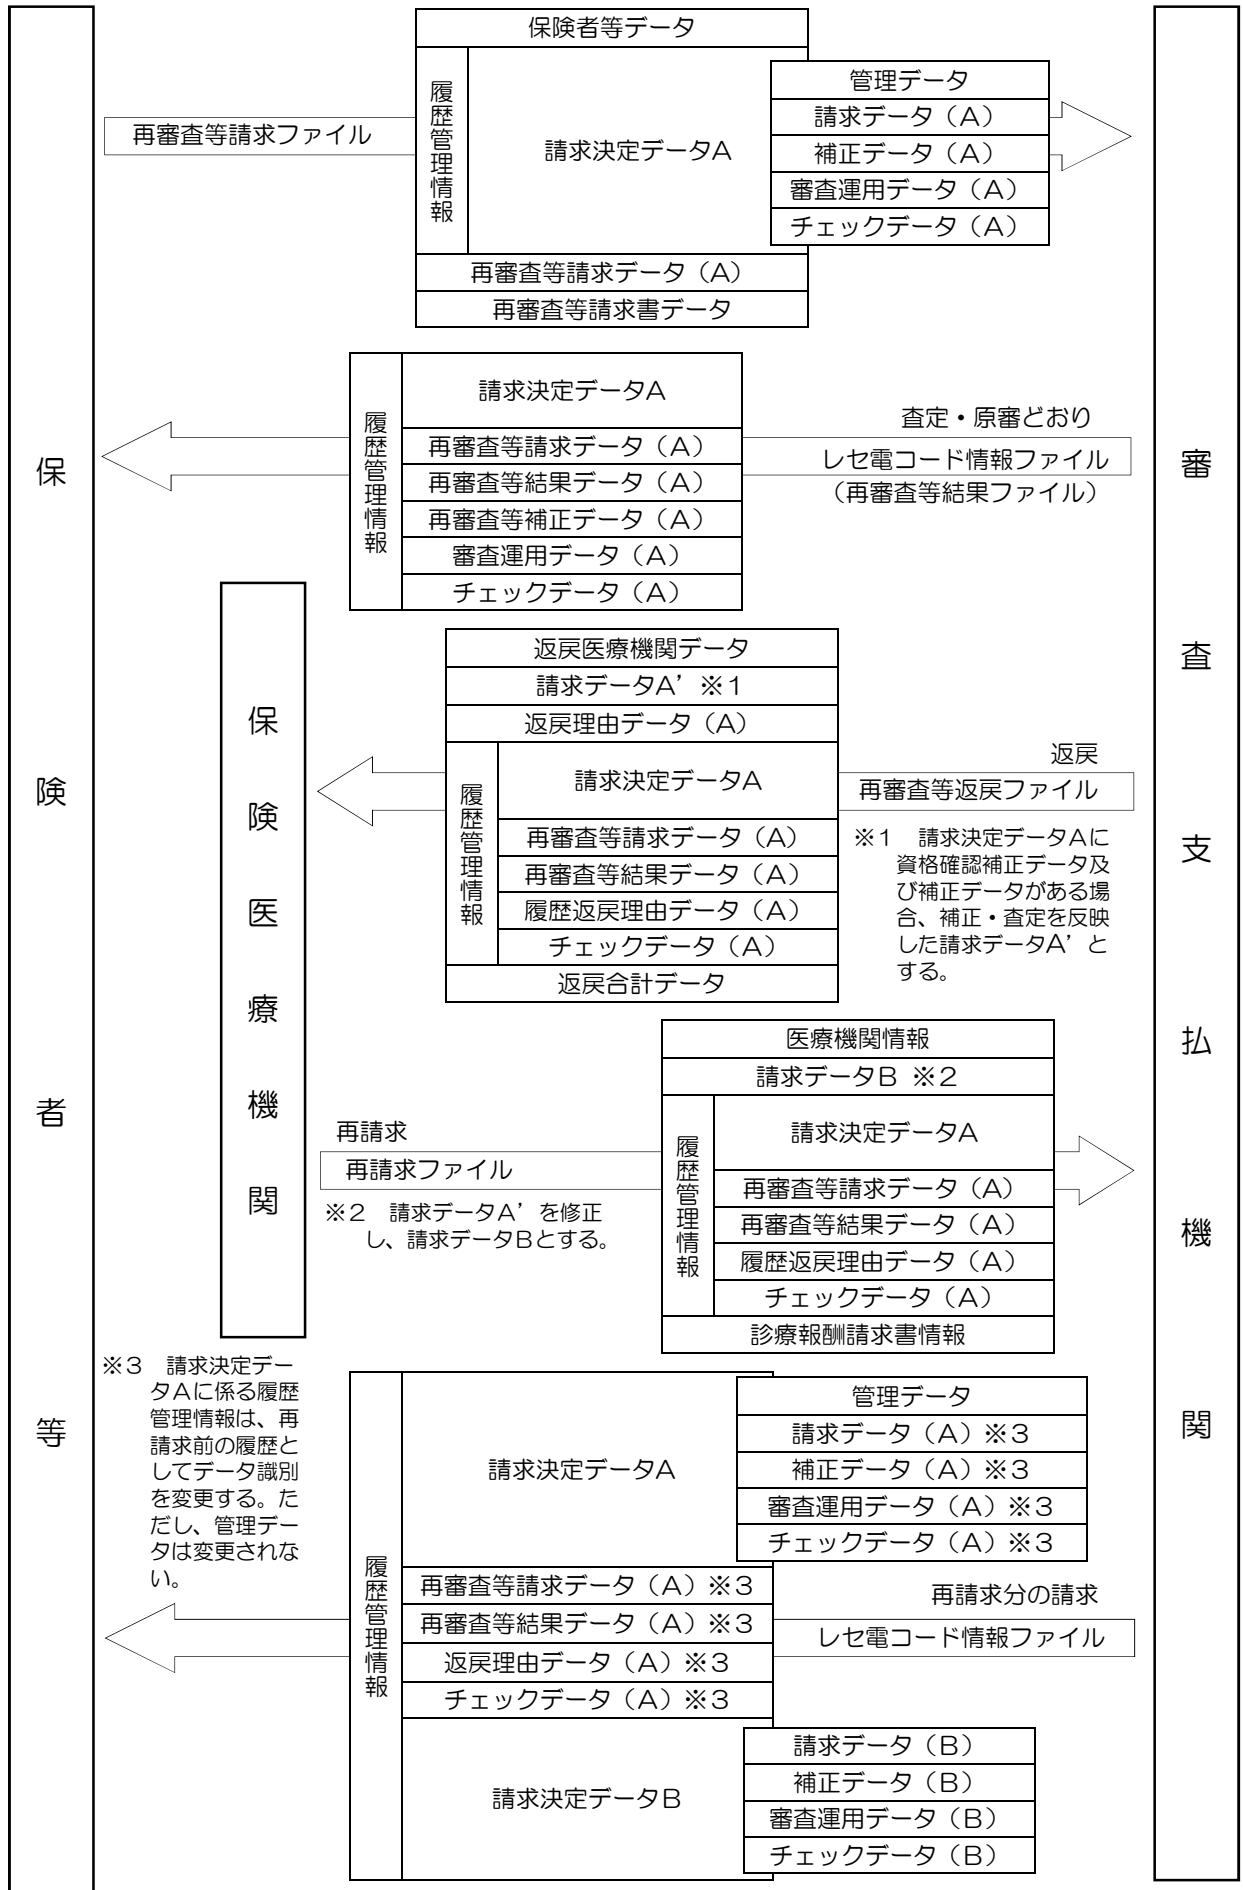 保険者等
審査支払機関
保険医療機関
保険者等データ
履歴管理情報
請求決定データA
管理データ
請求データ（A）
補正データ（A）
審査運用データ（A）
チェックデータ（A）
再審査等請求ファイル
再審査等請求データ（A）
再審査等請求書データ
履歴管理情報
請求決定データA
再審査等請求データ（A）
再審査等結果データ（A）
再審査等補正データ（A）
審査運用データ（A）
チェックデータ（A）
査定・原審どおり
レセ電コード情報ファイル
（再審査等結果ファイル）
返戻医療機関データ
請求データA’ ※1
返戻理由データ（A）
履歴管理情報
請求決定データA
再審査等請求データ（A）
再審査等結果データ（A）
履歴返戻理由データ（A）
チェックデータ（A）
返戻合計データ
返戻
再審査等返戻ファイル
※1　請求決定データAに
資格確認補正データ及
び補正データがある場
合、補正・査定を反映
した請求データA’と
する。
医療機関情報
請求データB ※2
履歴管理情報
請求決定データA
再審査等請求データ（A）
再審査等結果データ（A）
履歴返戻理由データ（A）
チェックデータ（A）
診療報酬請求書情報
再請求
再請求ファイル
※2　請求データA’を修正
し、請求データBとする。
※3　請求決定デー
タAに係る履歴
管理情報は、再
請求前の履歴と
してデータ識別
を変更する。た
だし、管理デー
タは変更されな
い。
履歴管理情報
請求決定データA
管理データ
請求データ（A）※3
補正データ（A）※3
審査運用データ（A）※3
チェックデータ（A）※3
再審査等請求データ（A）※3
再審査等結果データ（A）※3
返戻理由データ（A）※3
チェックデータ（A）※3
再請求分の請求
レセ電コード情報ファイル
請求決定データB
請求データ（B）
補正データ（B）
審査運用データ（B）
チェックデータ（B）